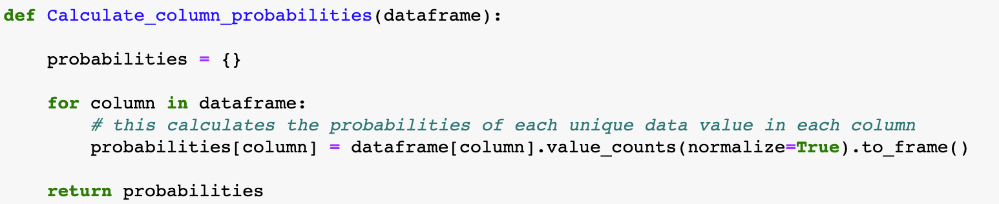 def Calculate_column_probabilities(dataframe):
    probabilities = {}
    for column in dataframe:
        # this calculates the probabilities of each unique data value in each column
        probabilities[column] = dataframe[column].value_counts(normalize=True).to_frame()
    return probabilities